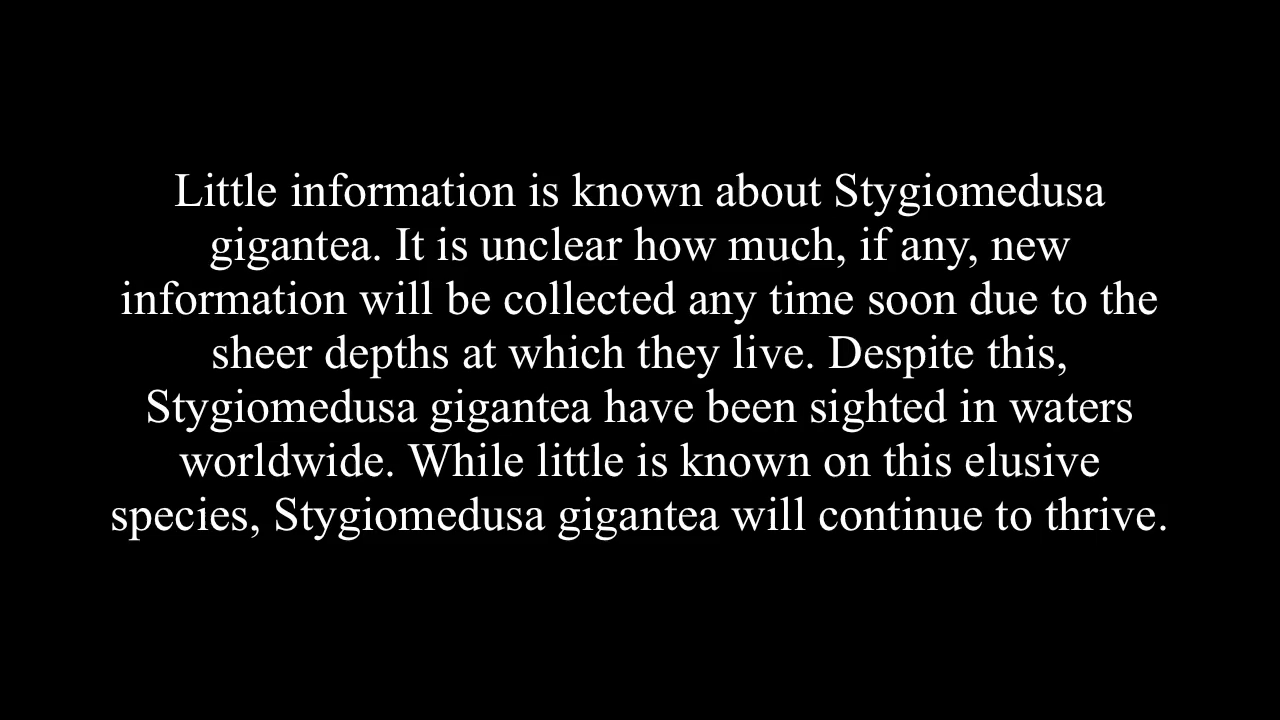 Little information is known about Stygiomedusa
gigantea. It is unclear how much, if any, new
information will be collected any time soon due to the
sheer depths at which they live. Despite this,
Stygiomedusa gigantea have been sighted in waters
worldwide. While little is known on this elusive
species, Stygiomedusa gigantea will continue to thrive.